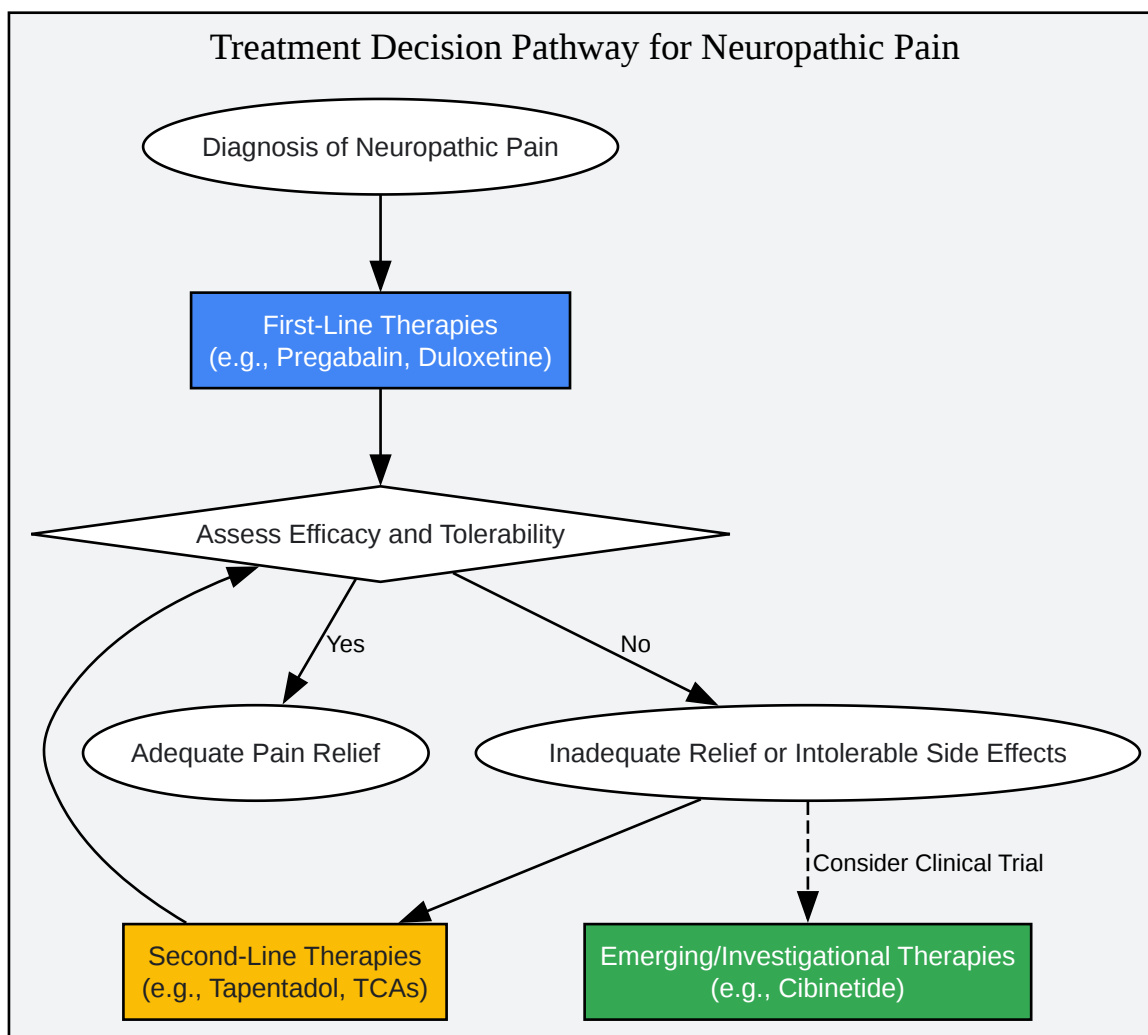 Treatment Decision Pathway for Neuropathic Pain
Diagnosis of Neuropathic Pain
First-Line Therapies
(e.g., Pregabalin, Duloxetine)
Assess Efficacy and Tolerability
Yes
No
Adequate Pain Relief
Inadequate Relief or Intolerable Side Effects
Consider Clinical Trial
Second-Line Therapies
(e.g., Tapentadol, TCAs)
Emerging/Investigational Therapies
(e.g., Cibinetide)